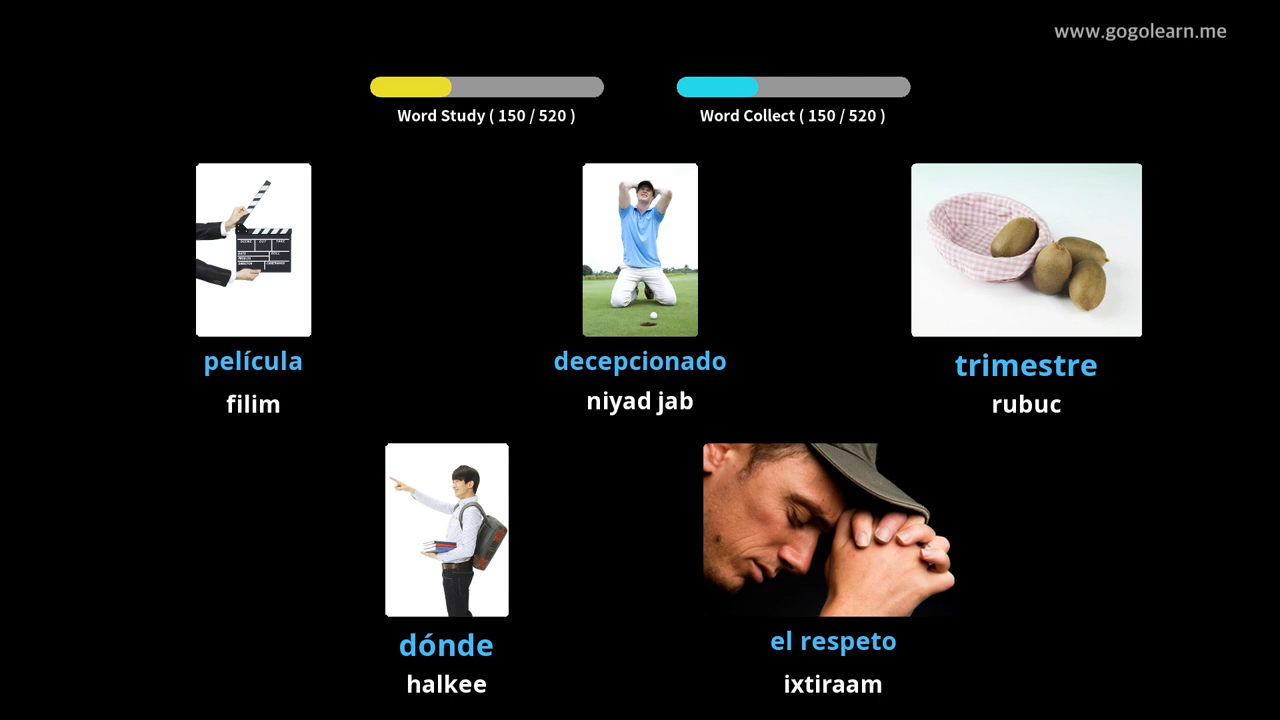 www.gogolearn.me
Word Study ( 150 / 520 )
Word Collect ( 150 / 520 )
película
filim
decepcionado
niyad jab
trimestre
rubuc
dónde
halkee
el respeto
ixtiraam